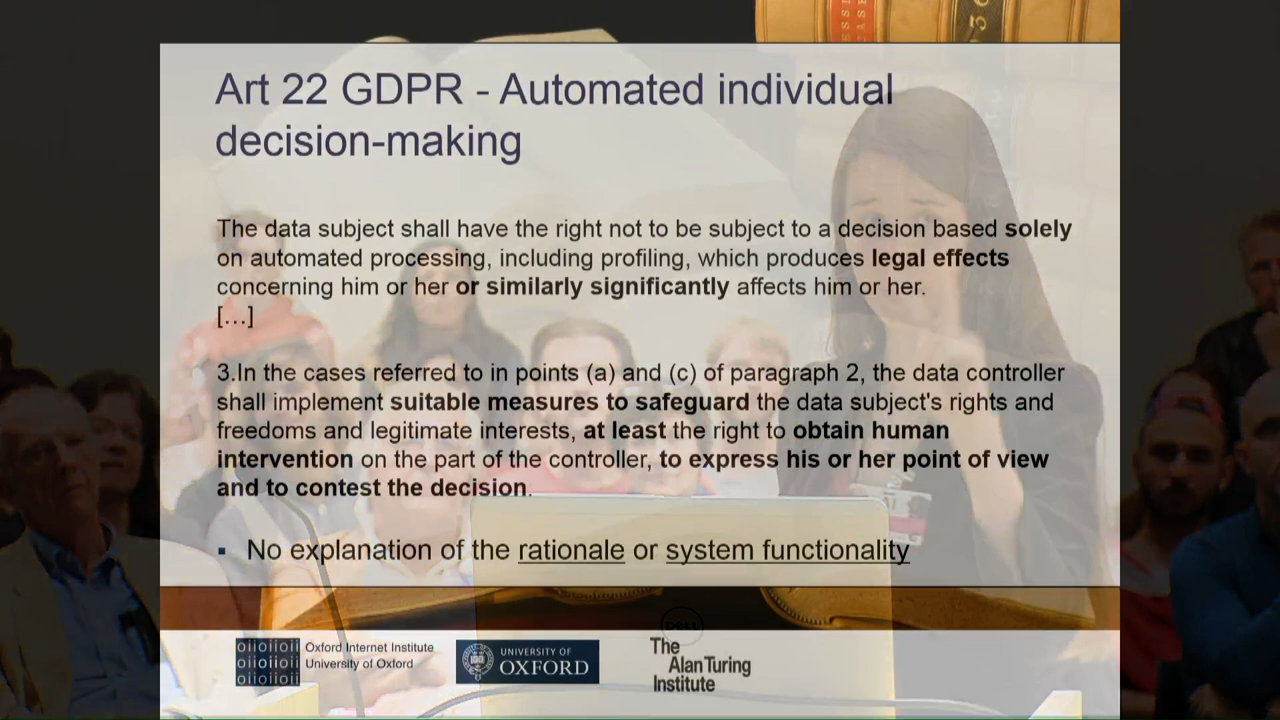 Art 22 GDPR - Automated individual
decision-making
The data subject shall have the right not to be subject to a decision based solely
on automated processing, including profiling, which produces legal effects
concerning him or her or similarly significantly affects him or her.
[…]
3.In the cases referred to in points (a) and (c) of paragraph 2, the data controller
shall implement suitable measures to safeguard the data subject's rights and
freedoms and legitimate interests, at least the right to obtain human
intervention on the part of the controller, to express his or her point of view
and to contest the decision.
▪ No explanation of the rationale or system functionality
DELL
oiioiioii
oiioiioii
oiioiioii
Oxford Internet Institute
University of Oxford
UNIVERSITY OF
OXFORD
The
Alan Turing
Institute